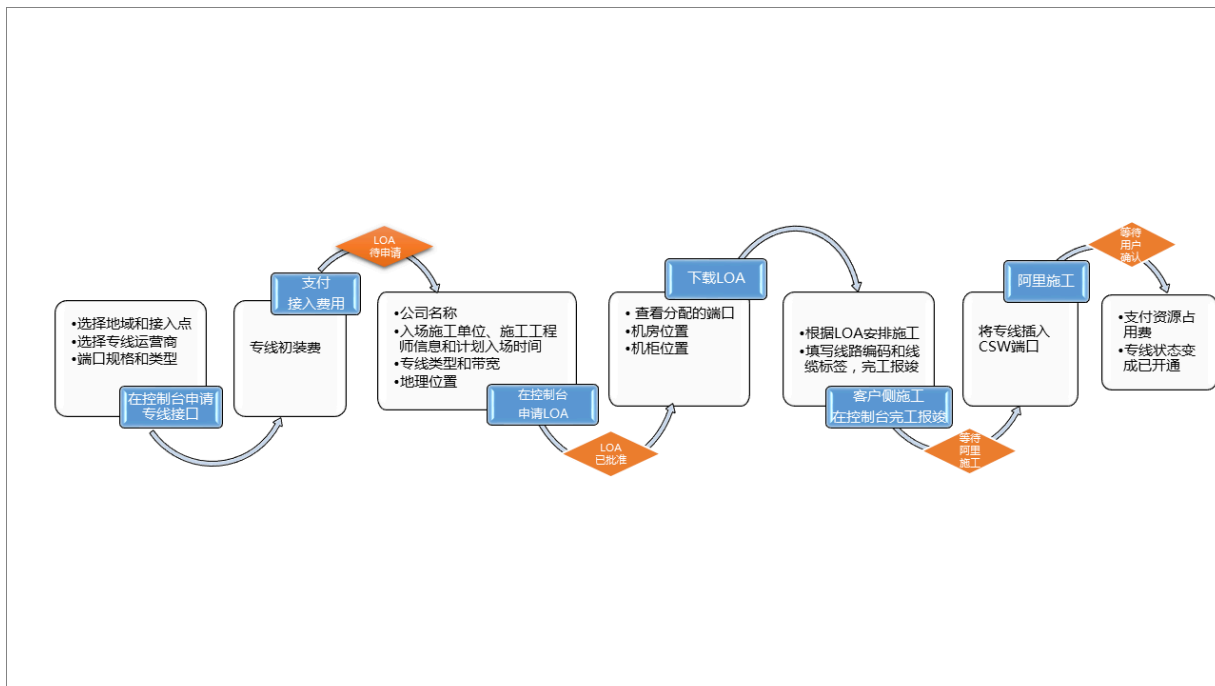 •选择地域和接入点
•选择专线运营商
•端口规格和类型
在控制台申请
专线接口
专线初装费
支付
接入费用
LOA
待申请
•公司名称
•入场施工单位、施工工程
师信息和计划入场时间
•专线类型和带宽
•地理位置
在控制台
申请LOA
LOA
已批准
• 查看分配的端口
•机房位置
•机柜位置
下载LOA
•根据LOA安排施工
•填写线路编码和线
缆标签，完工报竣
客户侧施工
在控制台完工报竣
等待
阿里
施工
将专线插入
CSW端口
阿里施工
等待
用户
确认
•支付资源占
用费
•专线状态变
成已开通